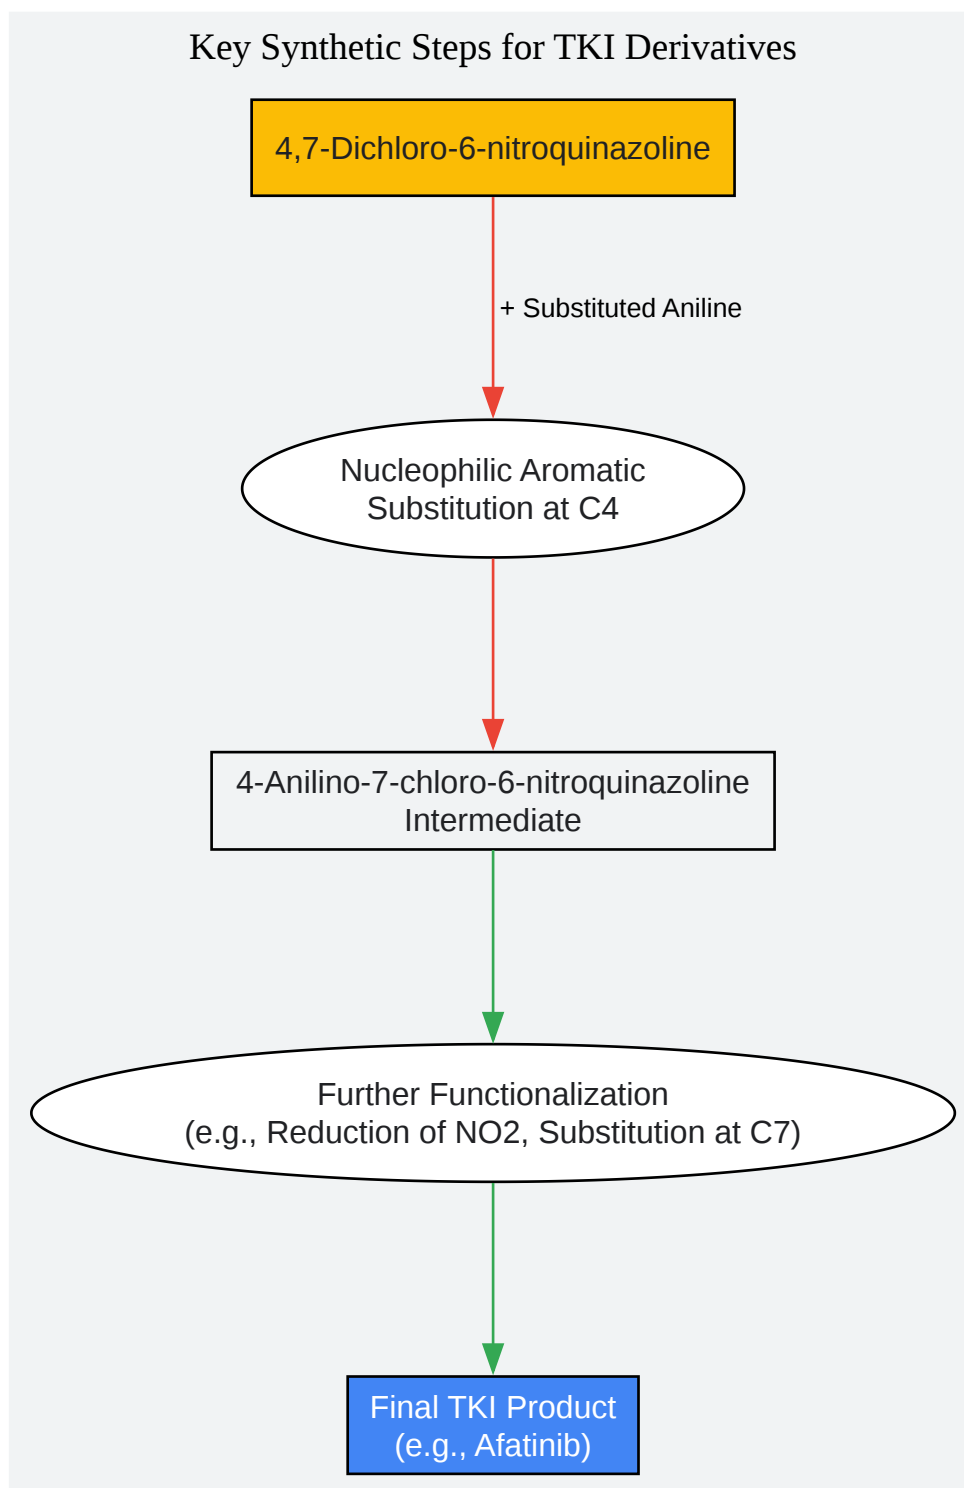 Key Synthetic Steps for TKI Derivatives
4,7-Dichloro-6-nitroquinazoline
+ Substituted Aniline
Nucleophilic Aromatic
Substitution at C4
4-Anilino-7-chloro-6-nitroquinazoline
Intermediate
Further Functionalization
(e.g., Reduction of NO2, Substitution at C7)
Final TKI Product
(e.g., Afatinib)